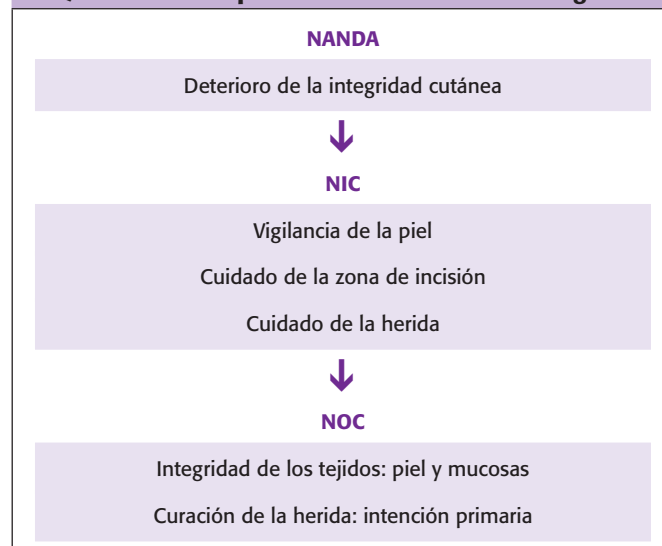 NANDA
Deterioro de la integridad cutánea
NIC
Vigilancia de la piel
Cuidado de la zona de incisión
Cuidado de la herida
NOC
Integridad de los tejidos: piel y mucosas
Curación de la herida: intención primaria